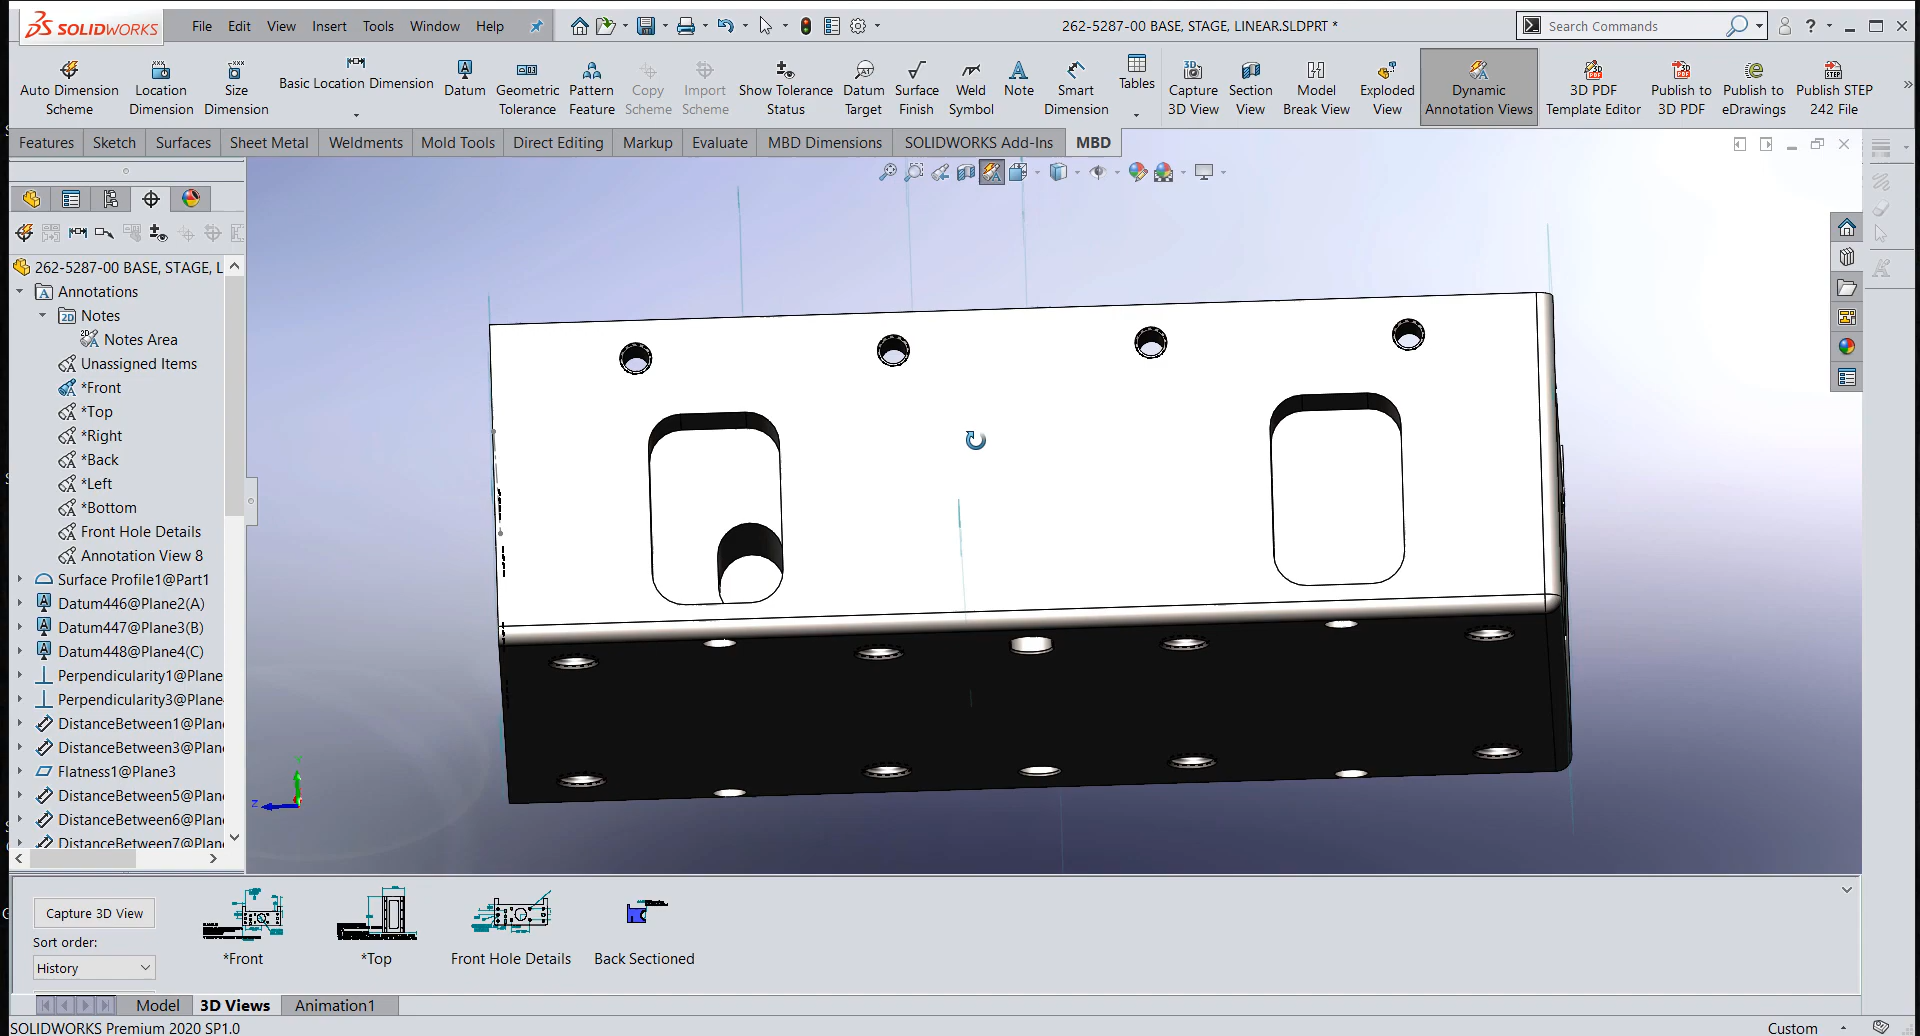 SOLIDWORKS File Edit View Insert Tools Window Help 262-5287-00 BASE, STAGE, LINEAR.SLDPRT * Search Commands ?
Auto Dimension Scheme
Location Dimension
Size Dimension
Basic Location Dimension
Datum
Geometric Tolerance
Pattern Feature
Copy Scheme
Import Scheme
Show Tolerance Status
Datum Target
Surface Finish
Weld Symbol
Note
Smart Dimension
Tables
Capture 3D View
Section View
Model Break View
Exploded View
Dynamic Annotation Views
3D PDF Template Editor
Publish to 3D PDF
Publish to eDrawings
Publish STEP 242 File
Features Sketch Surfaces Sheet Metal Weldments Mold Tools Direct Editing Markup Evaluate MBD Dimensions SOLIDWORKS Add-Ins MBD
262-5287-00 BASE, STAGE, L
Annotations
Notes
Notes Area
Unassigned Items
*Front
*Top
*Right
*Back
*Left
*Bottom
Front Hole Details
Annotation View 8
Surface Profile1@Part1
Datum446@Plane2(A)
Datum447@Plane3(B)
Datum448@Plane4(C)
Perpendicularity1@Plane
Perpendicularity3@Plane
DistanceBetween1@Plan
DistanceBetween3@Plan
Flatness1@Plane3
DistanceBetween5@Plan
DistanceBetween6@Plan
DistanceBetween7@Plan
Z
Capture 3D View
Sort order:
History
*Front *Top Front Hole Details Back Sectioned
Model 3D Views Animation1
SOLIDWORKS Premium 2020 SP1.0 Custom